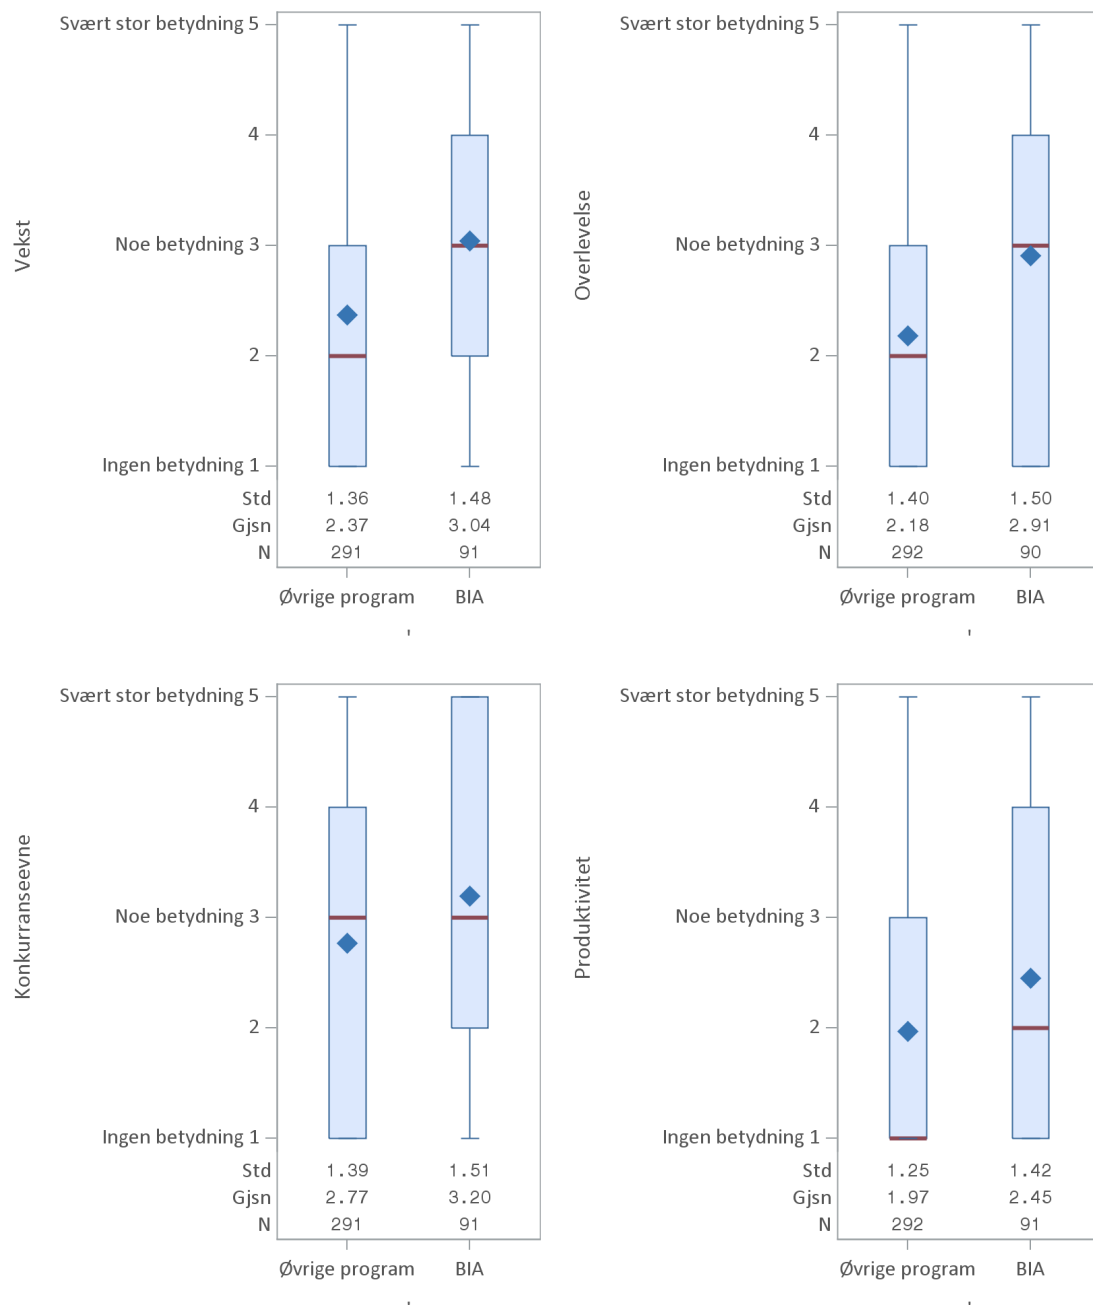 Vekst
Svært stor betydning 5
4
Noe betydning 3
2
Ingen betydning 1
Std 1.36 1.48
Gjsn 2.37 3.04
N 291 91
Øvrige program BIA
'
Overlevelse
Svært stor betydning 5
4
Noe betydning 3
2
Ingen betydning 1
Std 1.40 1.50
Gjsn 2.18 2.91
N 292 90
Øvrige program BIA
'
Konkurranseevne
Svært stor betydning 5
4
Noe betydning 3
2
Ingen betydning 1
Std 1.39 1.51
Gjsn 2.77 3.20
N 291 91
Øvrige program BIA
'
Produktivitet
Svært stor betydning 5
4
Noe betydning 3
2
Ingen betydning 1
Std 1.25 1.42
Gjsn 1.97 2.45
N 292 91
Øvrige program BIA
'